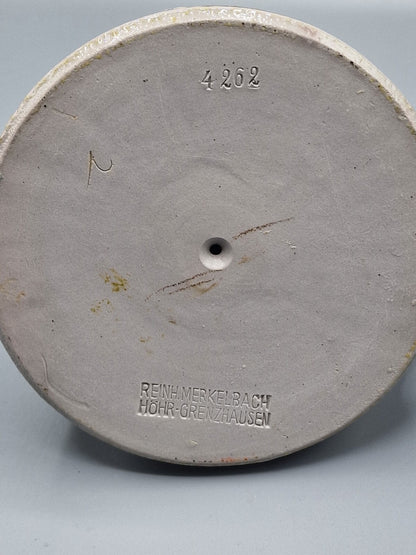 4262
REINH. MERKELBACH
HÖHR-GRENZHAUSEN